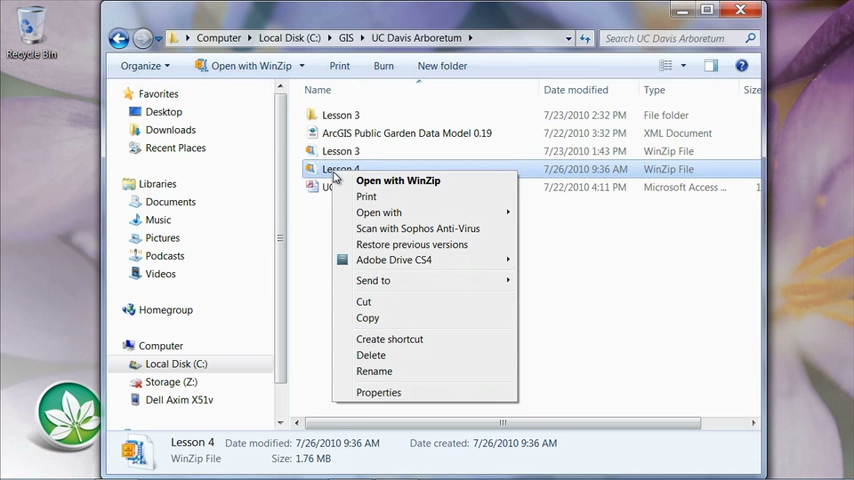 Recycle Bin
Computer
Local Disk (C:)
GIS
UC Davis Arboretum
Search UC Davis Arboretum
Organize
Open with WinZip
Print
Burn
New folder
Name
Date modified
Type
Size
Favorites
Desktop
Downloads
Recent Places
Libraries
Documents
Music
Pictures
Podcasts
Videos
Homegroup
Computer
Local Disk (C:)
Storage (Z:)
Dell Axim X51v
Lesson 3 7/23/2010 2:32 PM File folder
ArcGIS Public Garden Data Model 0.19 7/22/2010 3:32 PM XML Document
Lesson 3 7/23/2010 1:43 PM WinZip File
Lesson 4 7/26/2010 9:36 AM WinZip File
UC 7/22/2010 4:11 PM Microsoft Access ... 1
Open with WinZip
Print
Open with
Scan with Sophos Anti-Virus
Restore previous versions
Adobe Drive CS4
Send to
Cut
Copy
Create shortcut
Delete
Rename
Properties
Lesson 4 Date modified: 7/26/2010 9:36 AM Date created: 7/26/2010 9:36 AM
WinZip File Size: 1.76 MB